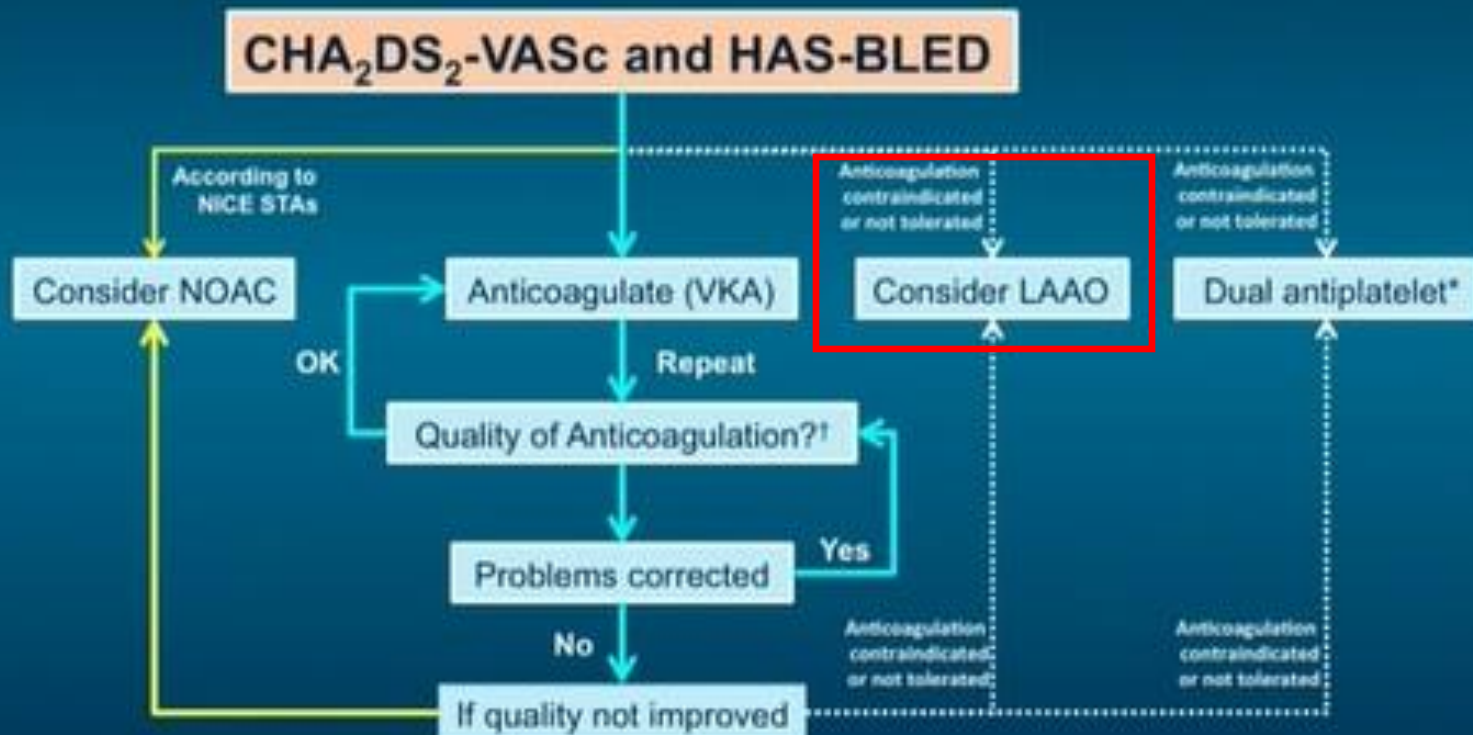 CHA₂DS₂-VASc and HAS-BLED
According to
NICE STAs
Anticoagulation
contraindicated
or not tolerated
Anticoagulation
contraindicated
or not tolerated
Consider NOAC
Anticoagulate (VKA)
Consider LAAO
Dual antiplatelet*
OK
Repeat
Quality of Anticoagulation?†
Problems corrected
Yes
No
Anticoagulation
contraindicated
or not tolerated
Anticoagulation
contraindicated
or not tolerated
If quality not improved